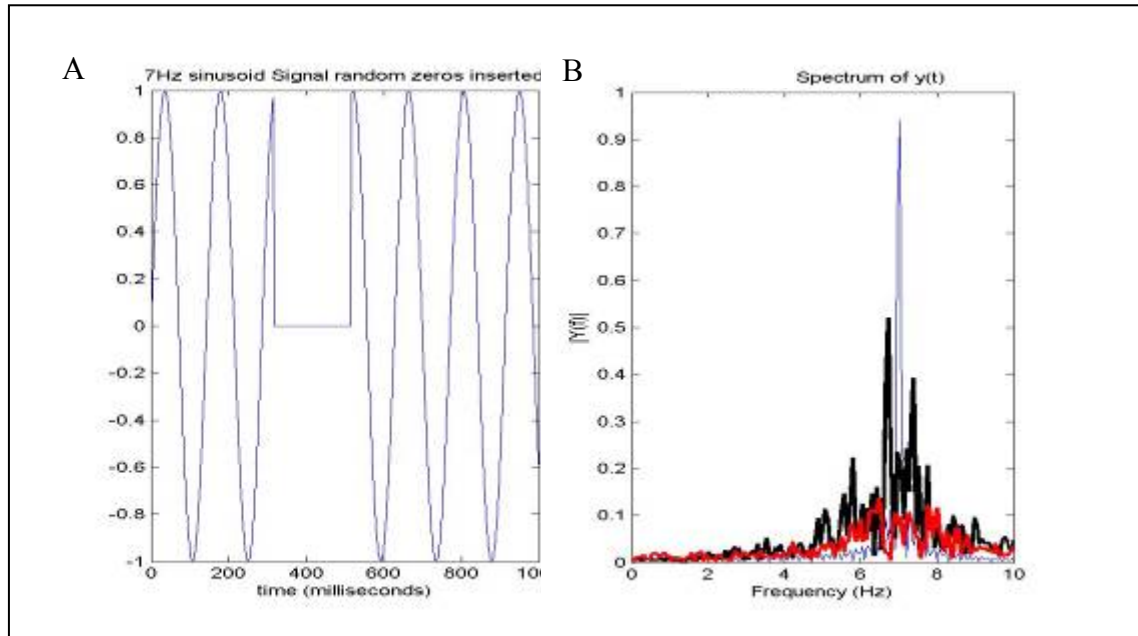 A
7Hz sinusoid Signal random zeros inserted
1
0.8
0.6
0.4
0.2
0
-0.2
-0.4
-0.6
-0.8
-1
0 200 400 600 800 100
time (milliseconds)
B
Spectrum of y(t)
|Y(f)|
1
0.9
0.8
0.7
0.6
0.5
0.4
0.3
0.2
0.1
0
0 2 4 6 8 10
Frequency (Hz)